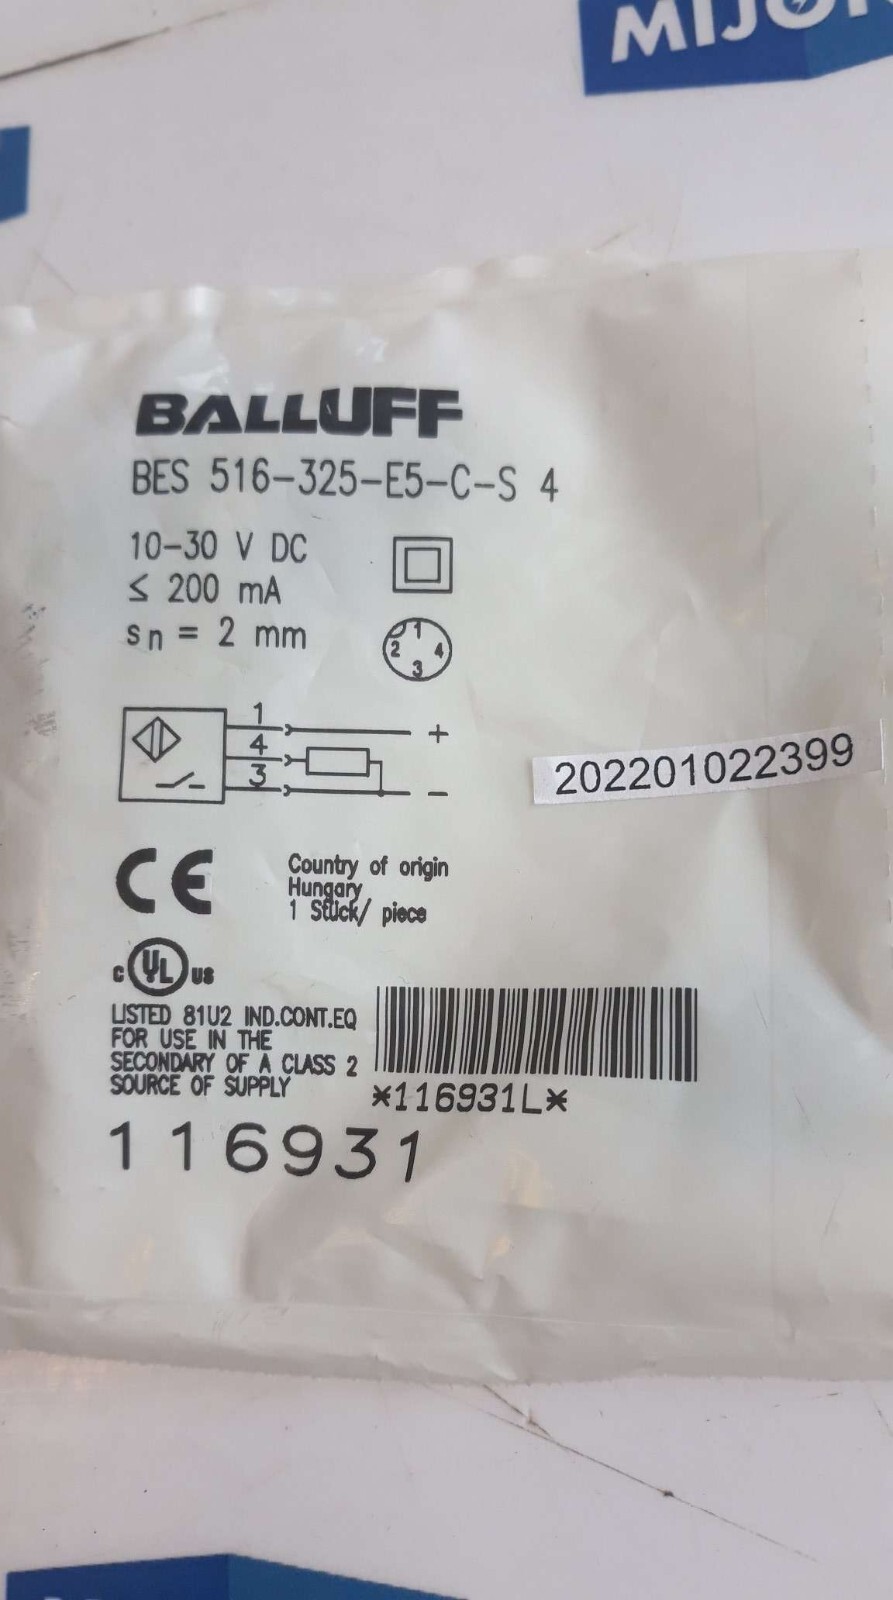 BALLUFF
BES 516-325-E5-C-S 4
10-30 V DC
≤ 200 mA
sn = 2 mm
1
2
4
3
1
+
4
3
-
202201022399
CE
Country of origin
Hungary
1 Stück/ piece
c UL us
LISTED 81U2 IND.CONT.EQ
FOR USE IN THE
SECONDARY OF A CLASS 2
SOURCE OF SUPPLY
*116931L*
116931